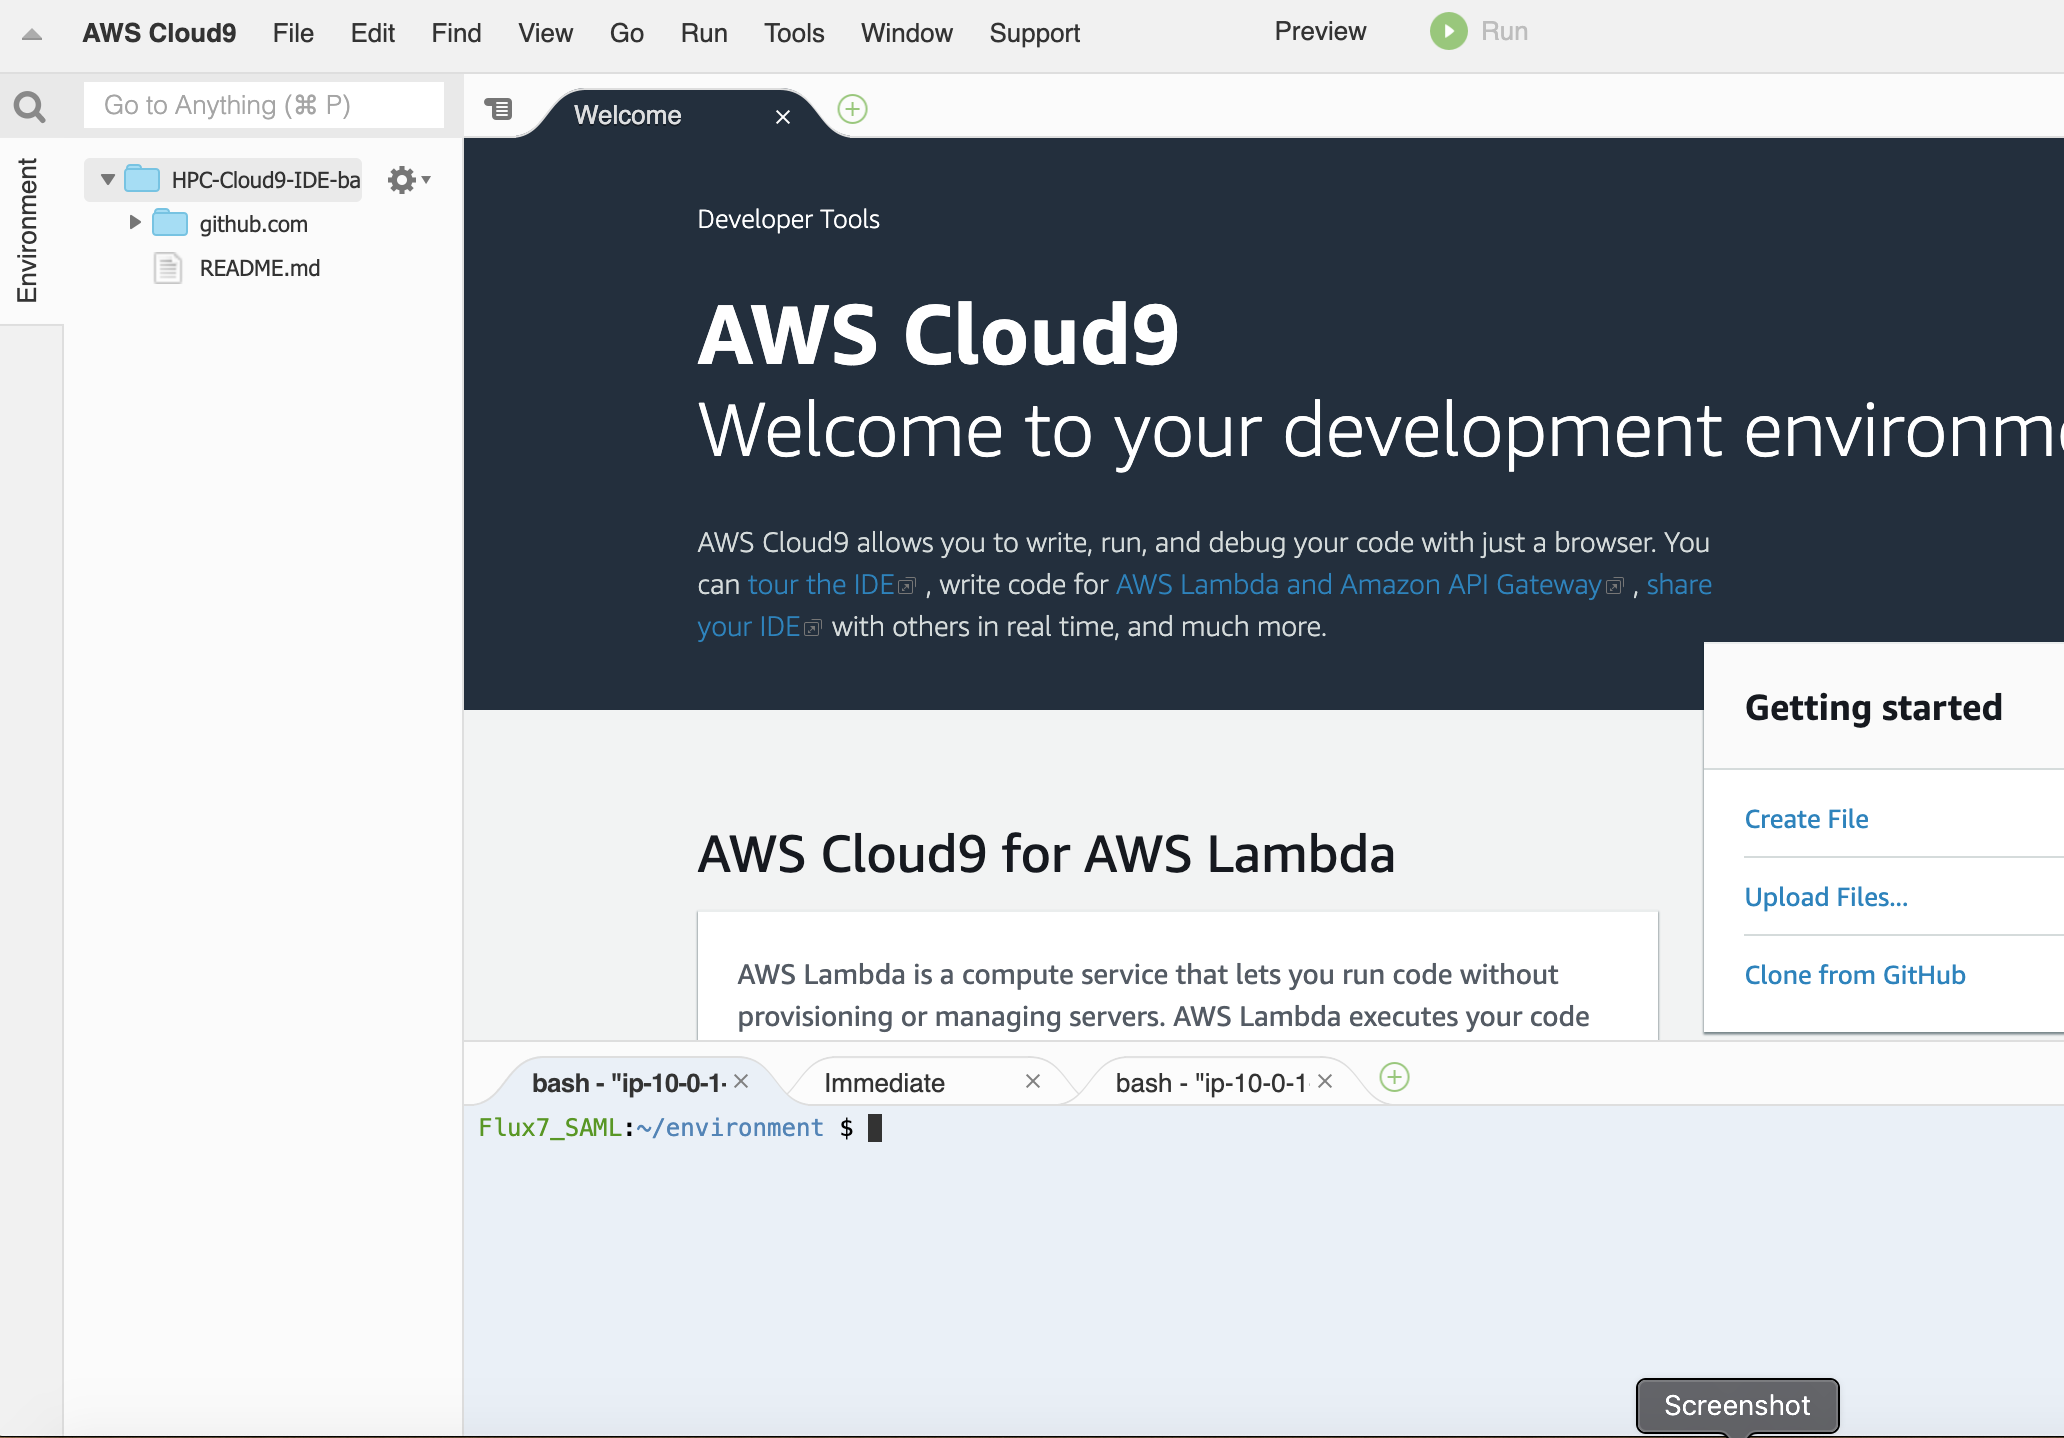 AWS Cloud9 File Edit Find View Go Run Tools Window Support Preview Run
Go to Anything (⌘ P)
Welcome
Environment
HPC-Cloud9-IDE-ba
github.com
README.md
Developer Tools
AWS Cloud9
Welcome to your development environm
AWS Cloud9 allows you to write, run, and debug your code with just a browser. You
can tour the IDE , write code for AWS Lambda and Amazon API Gateway , share
your IDE with others in real time, and much more.
Getting started
Create File
Upload Files...
Clone from GitHub
AWS Cloud9 for AWS Lambda
AWS Lambda is a compute service that lets you run code without
provisioning or managing servers. AWS Lambda executes your code
bash - "ip-10-0-1- Immediate bash - "ip-10-0-1
Flux7_SAML:~/environment $
Screenshot